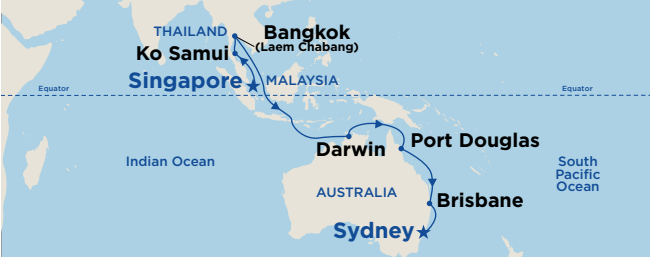 THAILAND
Bangkok
(Laem Chabang)
Ko Samui
Singapore
MALAYSIA
Equator
Equator
Darwin
Port Douglas
Indian Ocean
South
Pacific
Ocean
AUSTRALIA
Brisbane
Sydney